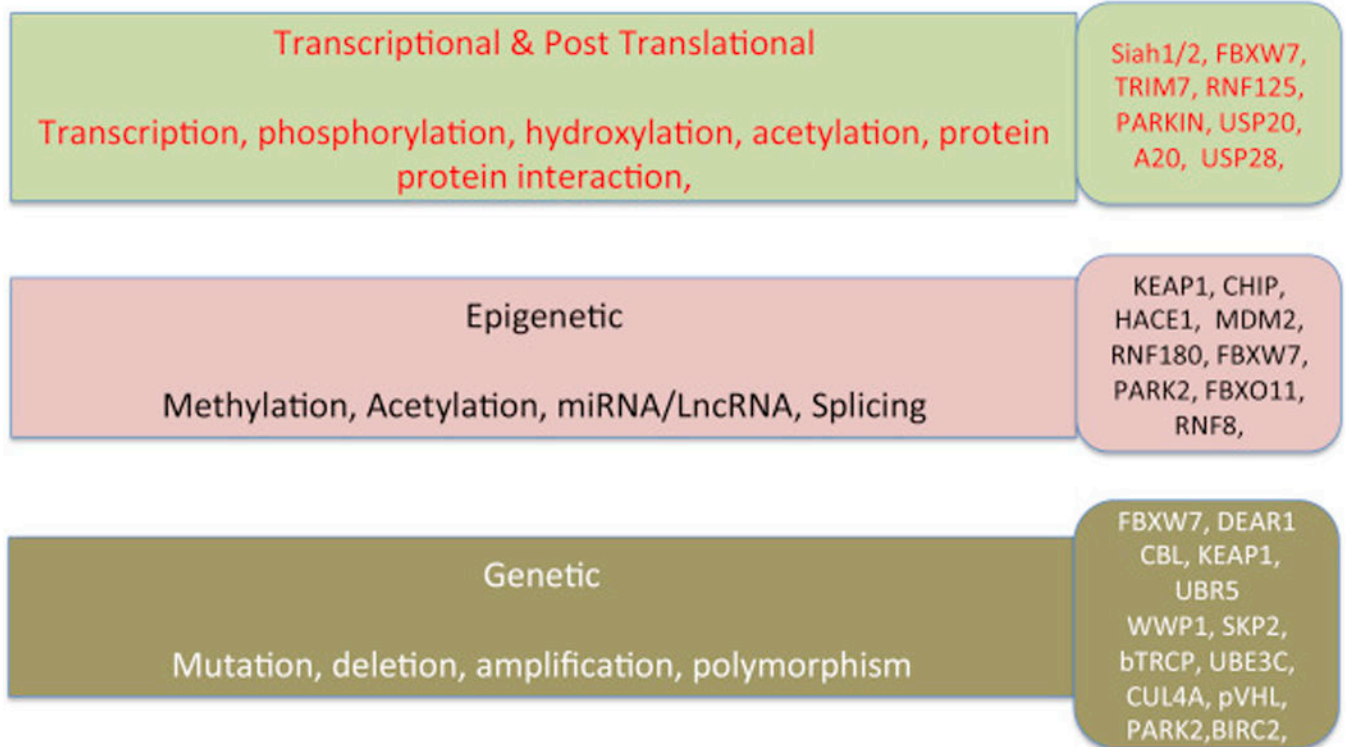 Transcriptional & Post Translational
Transcription, phosphorylation, hydroxylation, acetylation, protein
protein interaction,
Siah1/2, FBXW7,
TRIM7, RNF125,
PARKIN, USP20,
A20, USP28,
Epigenetic
Methylation, Acetylation, miRNA/LncRNA, Splicing
KEAP1, CHIP,
HACE1, MDM2,
RNF180, FBXW7,
PARK2, FBXO11,
RNF8,
Genetic
Mutation, deletion, amplification, polymorphism
FBXW7, DEAR1
CBL, KEAP1,
UBR5
WWP1, SKP2,
bTRCP, UBE3C,
CUL4A, pVHL,
PARK2,BIRC2,